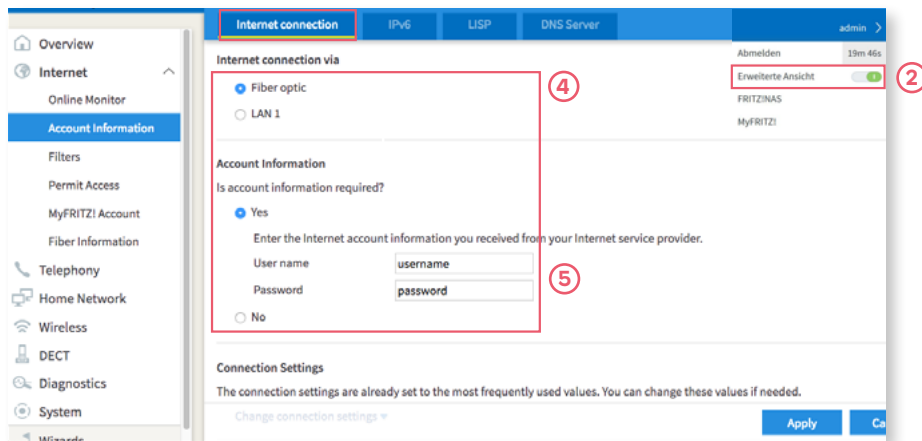 Internet connection
IPv6
LISP
DNS Server
admin >
Overview
Internet
Online Monitor
Account Information
Filters
Permit Access
MyFRITZ! Account
Fiber Information
Telephony
Home Network
Wireless
DECT
Diagnostics
System
Wizards
Abmelden 19m 46s
Erweiterte Ansicht
2
FRITZ!NAS
MyFRITZ!
Internet connection via
Fiber optic
4
LAN 1
Account Information
Is account information required?
Yes
Enter the Internet account information you received from your Internet service provider.
User name username
Password password
5
No
Connection Settings
The connection settings are already set to the most frequently used values. You can change these values if needed.
Change connection settings
Apply
Ca